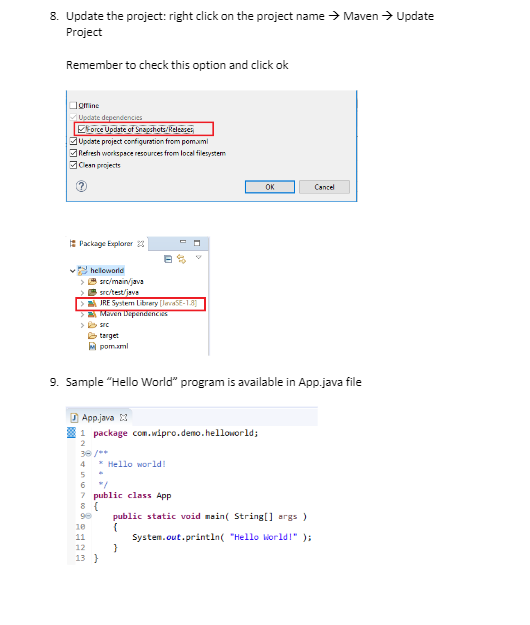 8. Update the project: right click on the project name → Maven → Update
Project
Remember to check this option and click ok
Offline
Update dependencies
Force Update of Snapshots/Releases
Update project configuration from pom.xml
Refresh workspace resources from local filesystem
Clean projects
?
OK Cancel
Package Explorer
helloworld
src/main/java
src/test/java
JRE System Library [JavaSE-1.8]
Maven Dependencies
src
target
pom.xml
9. Sample “Hello World” program is available in App.java file
App.java
1 package com.wipro.demo.helloworld;
2
3 /**
4 * Hello world!
5 *
6 */
7 public class App
8 {
9 public static void main( String[] args )
10 {
11 System.out.println( "Hello World!" );
12 }
13 }